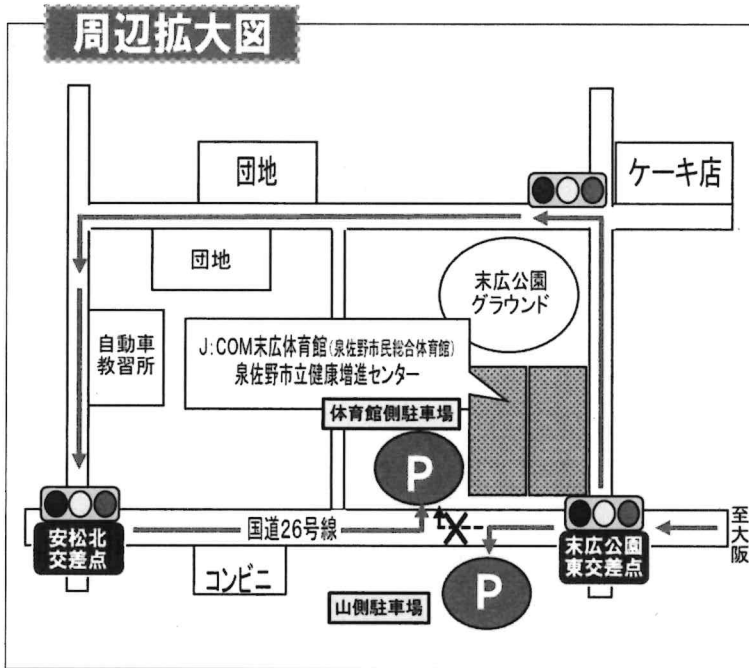 周辺拡大図
団地
ケーキ店
団地
末広公園
グラウンド
自動車
教習所
J:COM末広体育館(泉佐野市民総合体育館)
泉佐野市立健康増進センター
体育館側駐車場
P
安松北
交差点
国道26号線
末広公園
東交差点
至大阪
コンビニ
山側駐車場
P